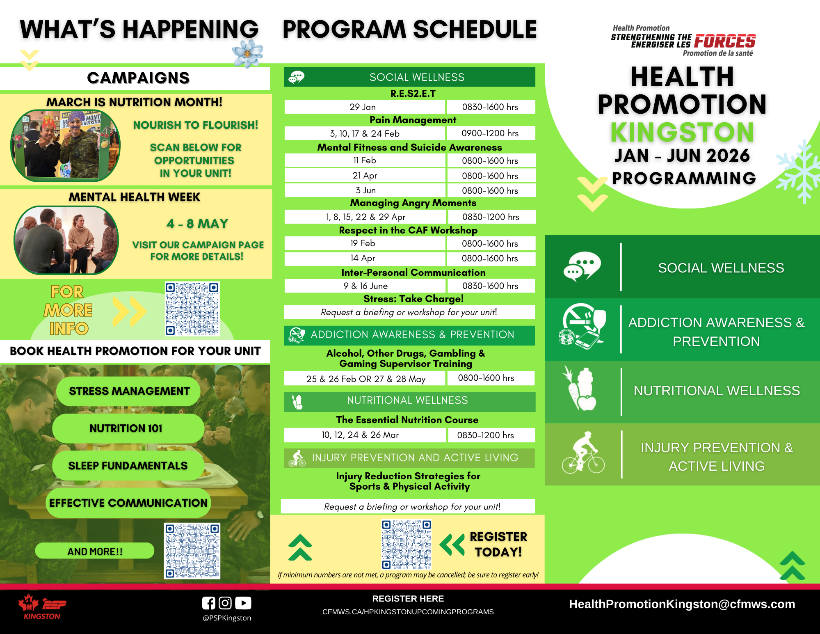 WHAT'S HAPPENING
CAMPAIGNS
MARCH IS NUTRITION MONTH!
NOURISH TO FLOURISH!
SCAN BELOW FOR
OPPORTUNITIES
IN YOUR UNIT!
MENTAL HEALTH WEEK
4 - 8 MAY
VISIT OUR CAMPAIGN PAGE
FOR MORE DETAILS!
FOR
MORE
INFO
BOOK HEALTH PROMOTION FOR YOUR UNIT
STRESS MANAGEMENT
NUTRITION 101
SLEEP FUNDAMENTALS
EFFECTIVE COMMUNICATION
AND MORE!!
KINGSTON
@PSPKingston
PROGRAM SCHEDULE
SOCIAL WELLNESS
R.E.S2.E.T
29 Jan 0830-1600 hrs
Pain Management
3, 10, 17 & 24 Feb 0900-1200 hrs
Mental Fitness and Suicide Awareness
11 Feb 0800-1600 hrs
21 Apr 0800-1600 hrs
3 Jun 0800-1600 hrs
Managing Angry Moments
1, 8, 15, 22 & 29 Apr 0830-1200 hrs
Respect in the CAF Workshop
19 Feb 0800-1600 hrs
14 Apr 0800-1600 hrs
Inter-Personal Communication
9 & 16 June 0830-1600 hrs
Stress: Take Charge!
Request a briefing or workshop for your unit!
ADDICTION AWARENESS & PREVENTION
Alcohol, Other Drugs, Gambling &
Gaming Supervisor Training
25 & 26 Feb OR 27 & 28 May 0800-1600 hrs
NUTRITIONAL WELLNESS
The Essential Nutrition Course
10, 12, 24 & 26 Mar 0830-1200 hrs
INJURY PREVENTION AND ACTIVE LIVING
Injury Reduction Strategies for
Sports & Physical Activity
Request a briefing or workshop for your unit!
REGISTER
TODAY!
If minimum numbers are not met, a program may be cancelled; be sure to register early!
REGISTER HERE
CFMWS.CA/HPKINGSTONUPCOMINGPROGRAMS
Health Promotion
STRENGTHENING THE
ÉNERGISER LES FORCES
Promotion de la santé
HEALTH
PROMOTION
KINGSTON
JAN - JUN 2026
PROGRAMMING
SOCIAL WELLNESS
ADDICTION AWARENESS &
PREVENTION
NUTRITIONAL WELLNESS
INJURY PREVENTION &
ACTIVE LIVING
HealthPromotionKingston@cfmws.com